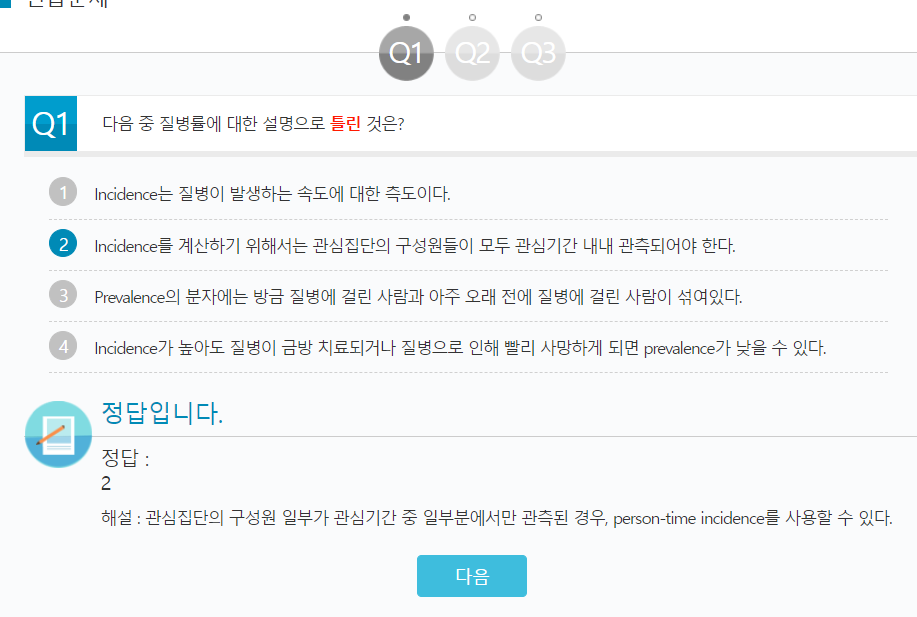 Q1 Q2 Q3
Q1 다음 중 질병률에 대한 설명으로 틀린 것은?
1 Incidence는 질병이 발생하는 속도에 대한 측도이다.
2 Incidence를 계산하기 위해서는 관심집단의 구성원들이 모두 관심기간 내내 관측되어야 한다.
3 Prevalence의 분자에는 방금 질병에 걸린 사람과 아주 오래 전에 질병에 걸린 사람이 섞여있다.
4 Incidence가 높아도 질병이 금방 치료되거나 질병으로 인해 빨리 사망하게 되면 prevalence가 낮을 수 있다.
정답입니다.
정답 :
2
해설 : 관심집단의 구성원 일부가 관심기간 중 일부분에서만 관측된 경우, person-time incidence를 사용할 수 있다.
다음